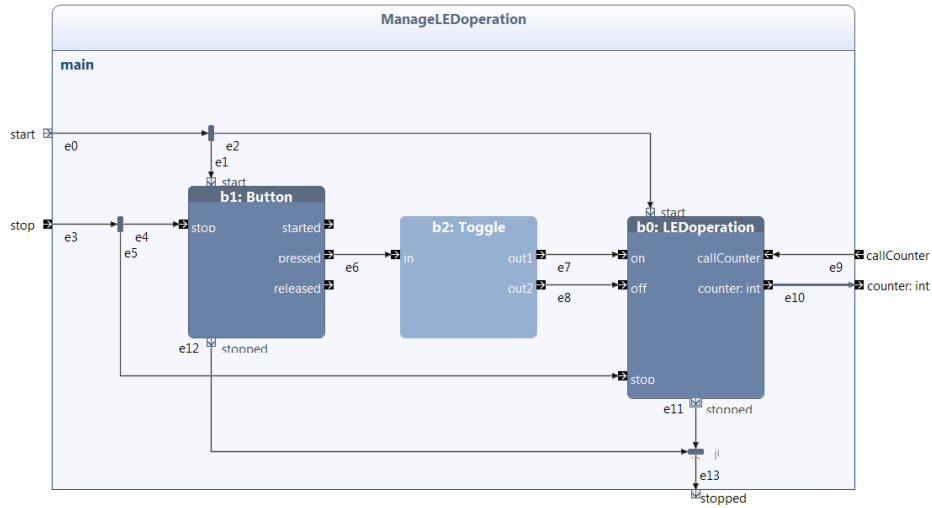 ManageLEDoperation
main
start
e0
e2
e1
start
b1: Button
stop
e3
e4
e5
stop
started
pressed
released
e6
b2: Toggle
in
out1
out2
e7
e8
start
b0: LEDoperation
on
off
callCounter
counter: int
stop
e9
callCounter
e10
counter: int
e12
stopped
e11
stopped
e13
stopped